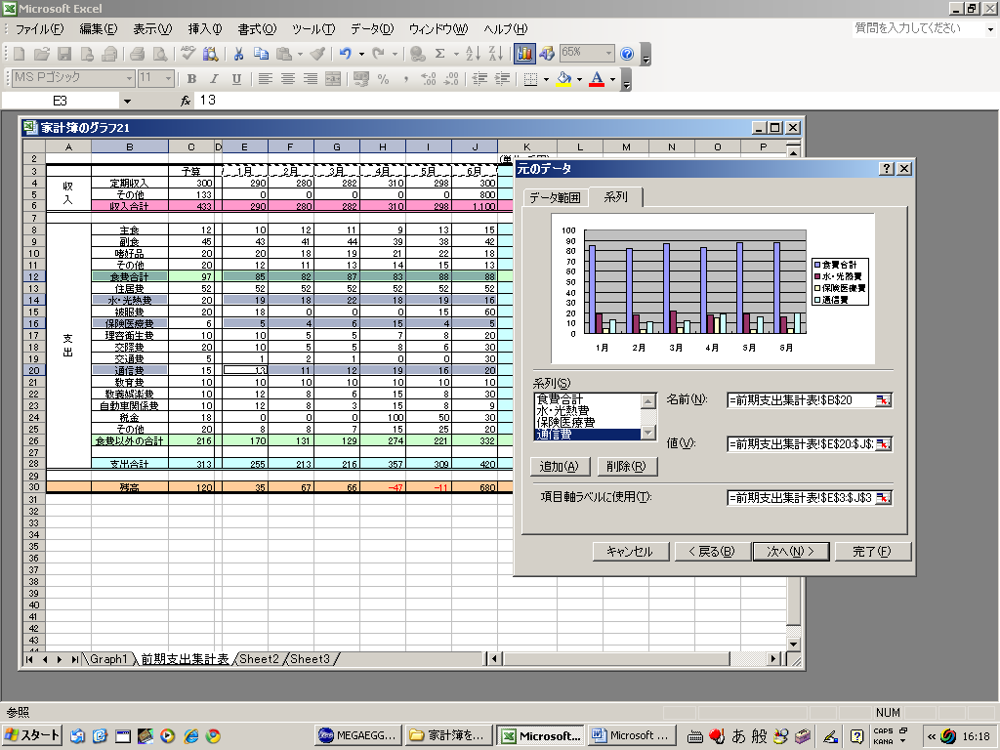 Microsoft Excel
ファイル(F) 編集(E) 表示(V) 挿入(I) 書式(O) ツール(T) データ(D) ウィンドウ(W) ヘルプ(H) 質問を入力してください
65%
MS Pゴシック 11 B I U
E3 fx 13
家計簿のグラフ21
A B C D E F G H I J K L M N O P
2
3 予算 1月 2月 3月 4月 5月 6月
4 定期収入 300 290 280 282 310 298 300
収入
5 その他 133 0 0 0 0 0 800
6 収入合計 433 290 280 282 310 298 1,100
7
8 主食 12 10 12 11 9 13 15
9 副食 45 43 41 44 39 38 42
10 嗜好品 20 20 18 19 21 22 18
11 その他 20 12 11 13 14 15 13
12 食費合計 97 85 82 87 83 88 88
13 住居費 52 52 52 52 52 52 52
14 水・光熱費 20 19 18 22 18 19 16
15 被服費 20 18 0 0 0 15 60
16 保険医療費 6 5 4 6 15 4 5
17 理容衛生費 10 10 5 5 7 8 20
支出
18 交際費 20 10 5 5 8 6 30
19 交通費 5 1 2 1 0 0 30
20 通信費 15 13 11 12 19 16 20
21 教育費 10 10 10 10 10 10 10
22 教養娯楽費 10 12 8 6 15 8 30
23 自動車関係費 10 12 8 3 15 8 9
24 税金 18 0 0 0 100 50 30
25 その他 20 8 8 7 15 25 20
26 食費以外の合計 216 170 131 129 274 221 332
27
28 支出合計 313 255 213 216 357 309 420
29
30 残高 120 35 67 66 -47 -11 680
31
32
33
34
35
36
37
38
39
40
41
42
43
Graph1 前期支出集計表 Sheet2 Sheet3
元のデータ
データ範囲 系列
100
90
80
70
60
50
40
30
20
10
0
1月 2月 3月 4月 5月 6月
食費合計
水・光熱費
保険医療費
通信費
系列(S)
食費合計
水・光熱費
保険医療費
通信費
名前(N): =前期支出集計表!$B$20
値(V): =前期支出集計表!$E$20:$J$
追加(A) 削除(R)
項目軸ラベルに使用(T): =前期支出集計表!$E$3:$J$3
キャンセル < 戻る(B) 次へ(N) > 完了(F)
参照 NUM
スタート MEGAEGG... 家計簿を... Microsoft... Microsoft ... あ 般 CAPS KANA « 16:18